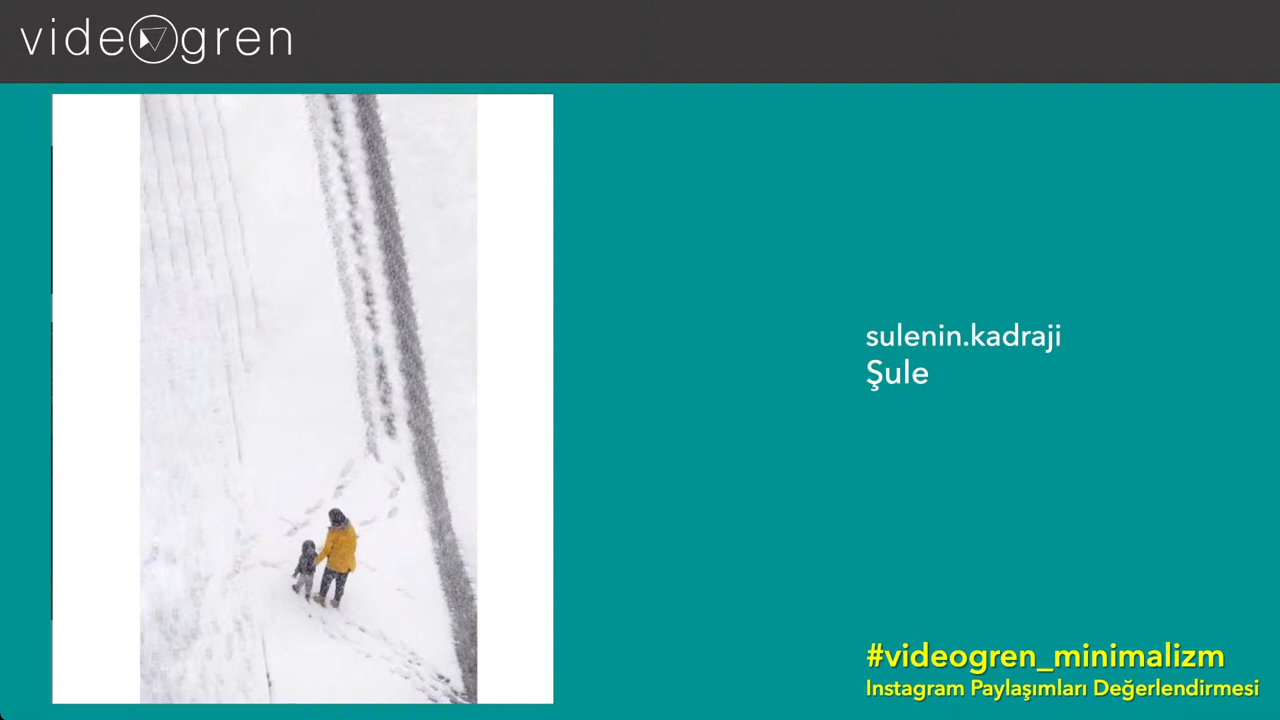 videogren
sulenin.kadraji
Şule
#videogren_minimalizm
Instagram Paylaşımları Değerlendirmesi